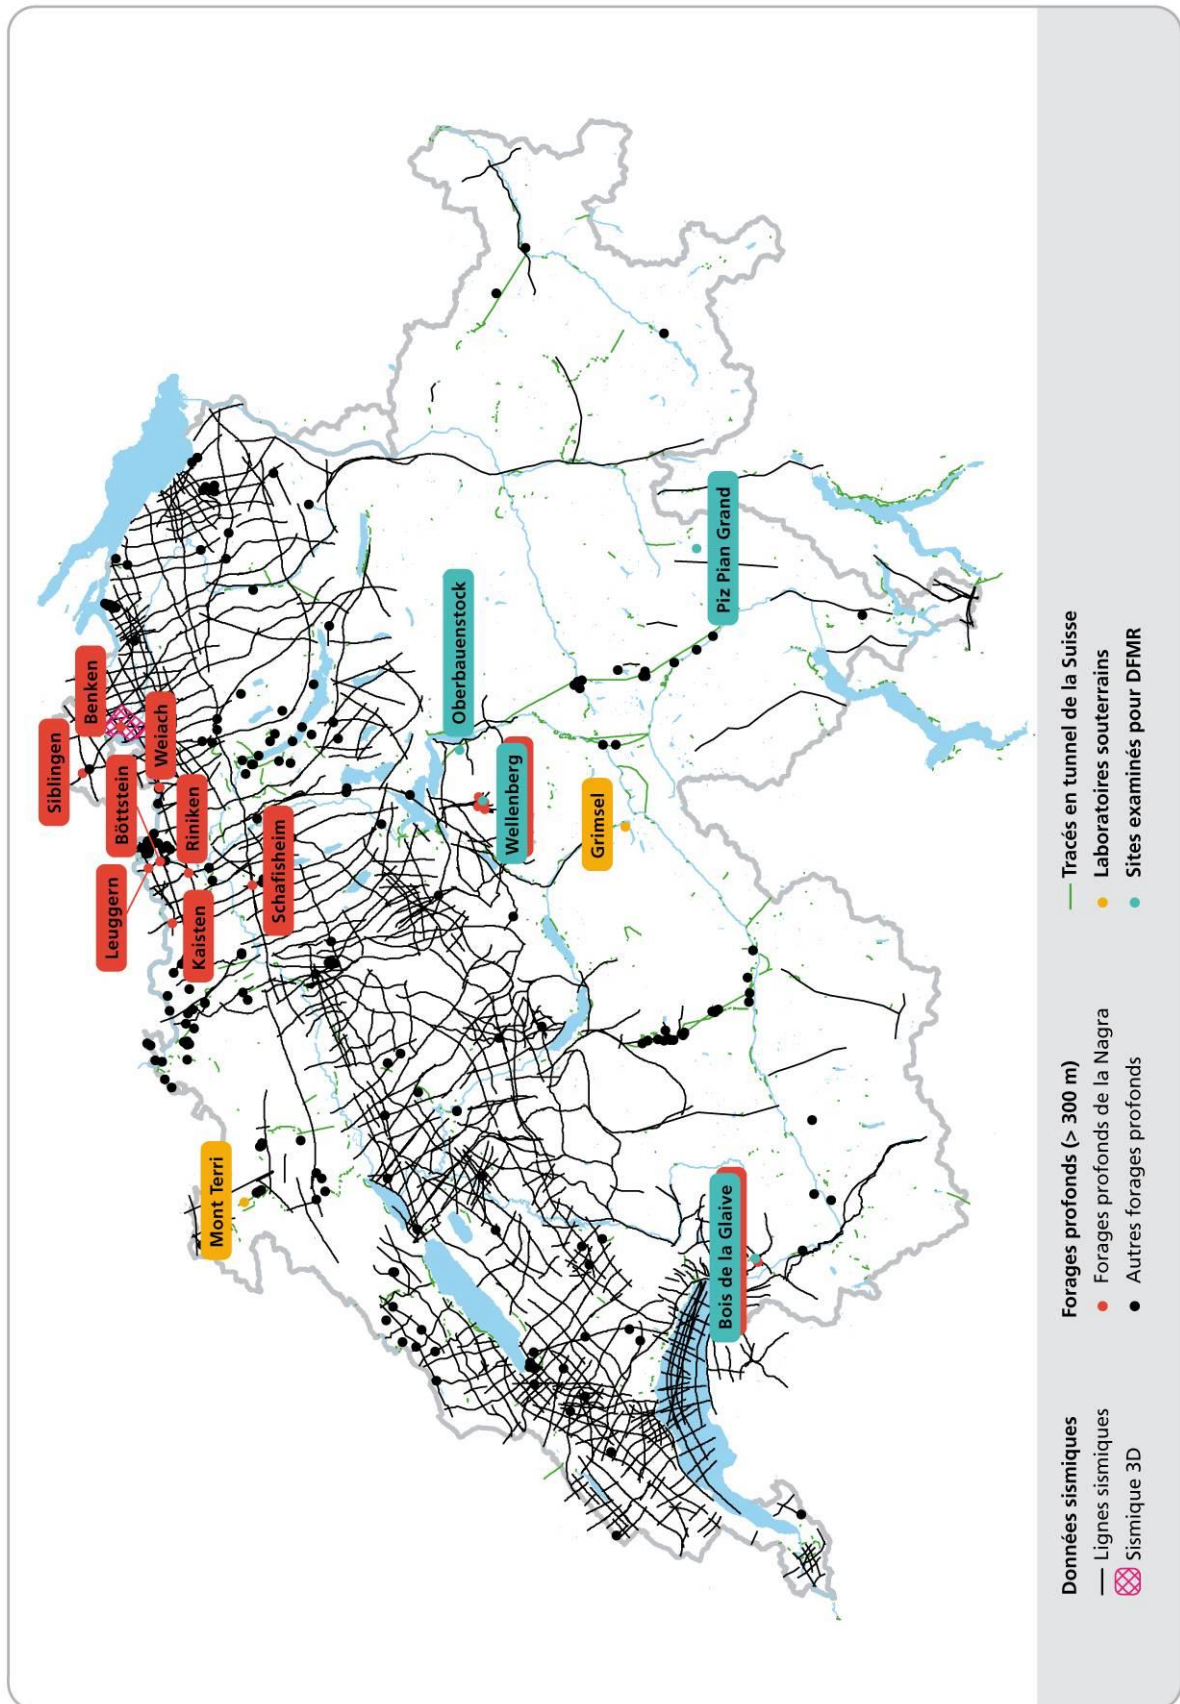 Siblingen
Benken
Weiach
Böttstein
Leuggern
Riniken
Kaisten
Schafisheim
Mont Terri
Oberbauenstock
Wellenberg
Grimsel
Piz Pian Grand
Bois de la Glaive
Données sismiques
Lignes sismiques
Sismique 3D
Forages profonds (> 300 m)
Forages profonds de la Nagra
Autres forages profonds
Tracés en tunnel de la Suisse
Laboratoires souterrains
Sites examinés pour DFMR